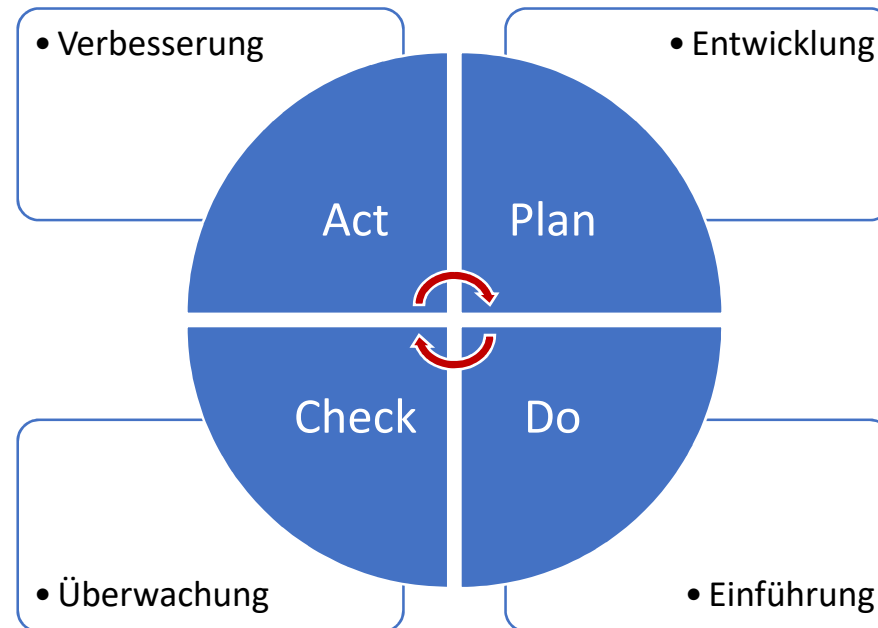 • Verbesserung
• Entwicklung
Act
Plan
Check
Do
• Überwachung
• Einführung